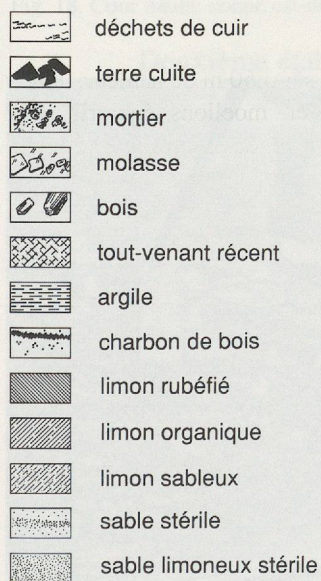 déchets de cuir
terre cuite
mortier
molasse
bois
tout-venant récent
argile
charbon de bois
limon rubéfié
limon organique
limon sableux
sable stérile
sable limoneux stérile